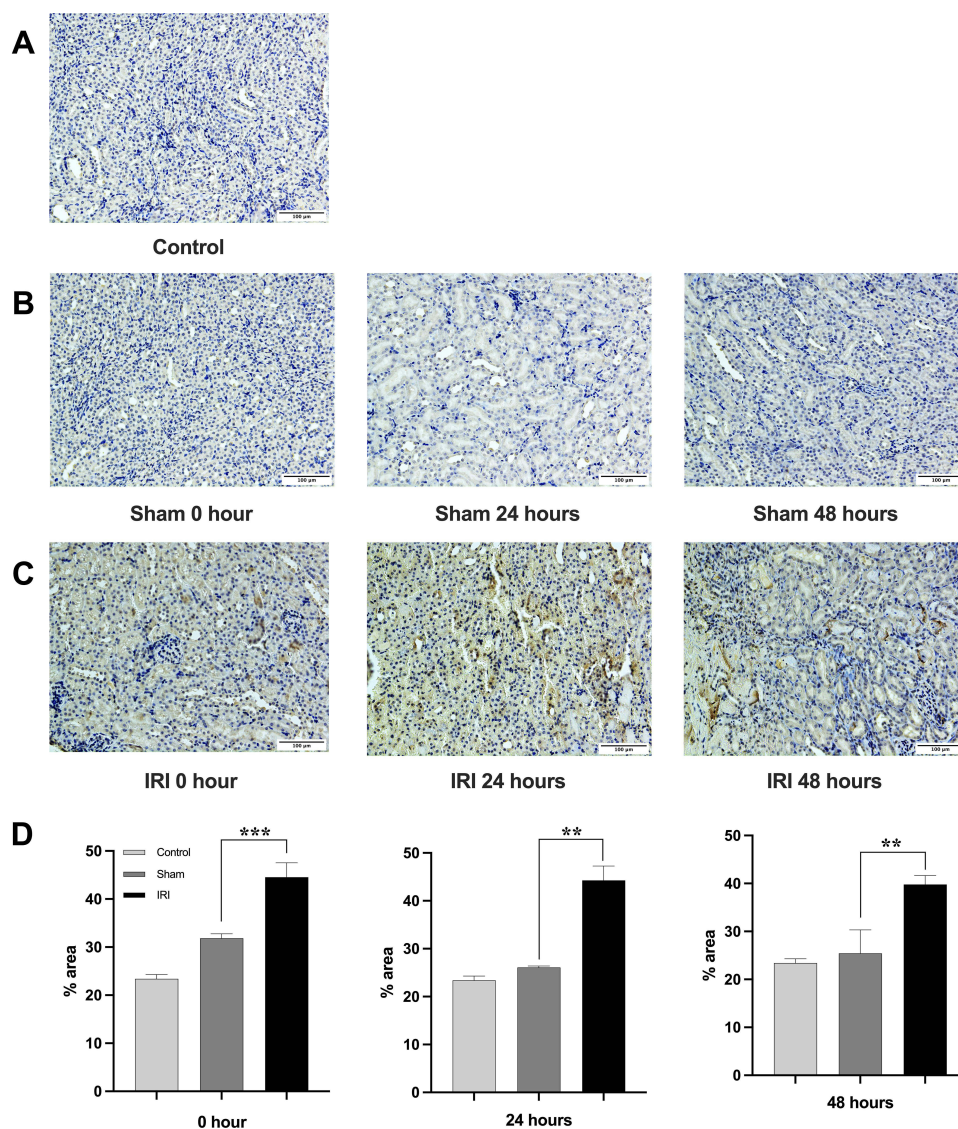 A
100 µm
Control
B
100 µm
100 µm
100 µm
Sham 0 hour
Sham 24 hours
Sham 48 hours
C
100 µm
100 µm
100 µm
IRI 0 hour
IRI 24 hours
IRI 48 hours
D
***
Control
Sham
IRI
% area
50
40
30
20
10
0
0 hour
**
% area
50
40
30
20
10
0
24 hours
**
% area
50
40
30
20
10
0
48 hours